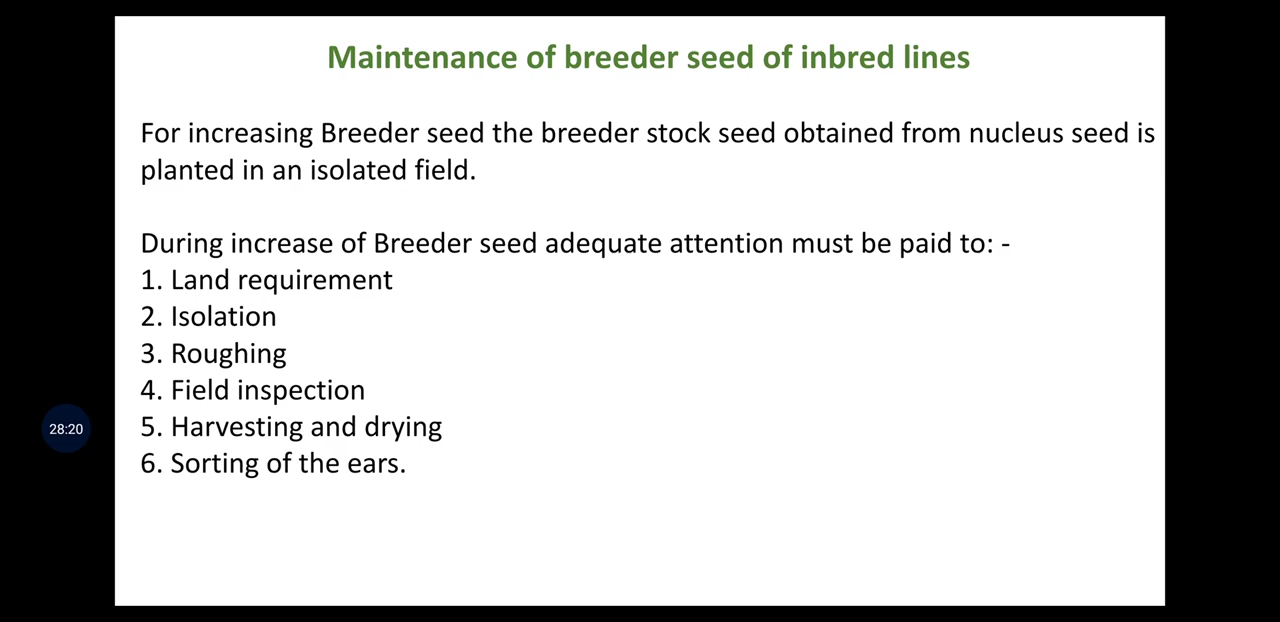 Maintenance of breeder seed of inbred lines
For increasing Breeder seed the breeder stock seed obtained from nucleus seed is
planted in an isolated field.
During increase of Breeder seed adequate attention must be paid to: -
1. Land requirement
2. Isolation
3. Roughing
4. Field inspection
28:20
5. Harvesting and drying
6. Sorting of the ears.